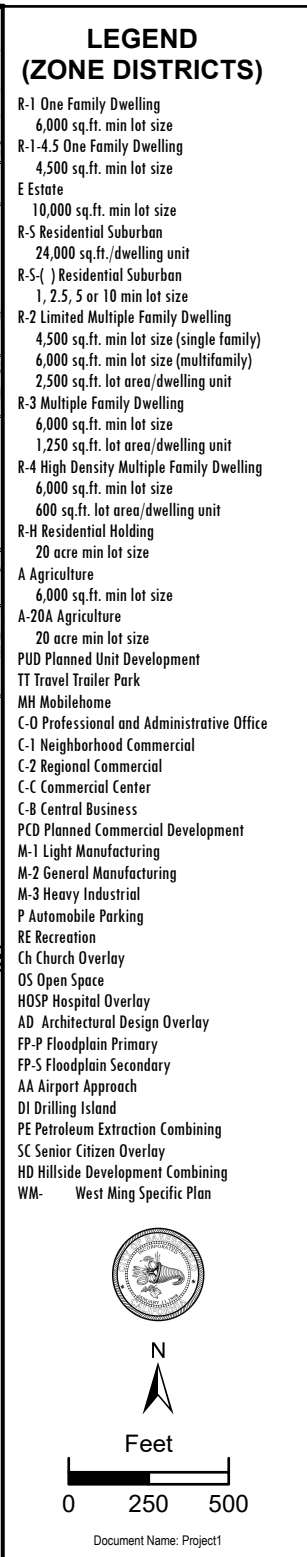 LEGEND
(ZONE DISTRICTS)
R-1 One Family Dwelling
6,000 sq.ft. min lot size
R-1-4.5 One Family Dwelling
4,500 sq.ft. min lot size
E Estate
10,000 sq.ft. min lot size
R-S Residential Suburban
24,000 sq.ft./dwelling unit
R-S-( ) Residential Suburban
1, 2.5, 5 or 10 min lot size
R-2 Limited Multiple Family Dwelling
4,500 sq.ft. min lot size (single family)
6,000 sq.ft. min lot size (multifamily)
2,500 sq.ft. lot area/dwelling unit
R-3 Multiple Family Dwelling
6,000 sq.ft. min lot size
1,250 sq.ft. lot area/dwelling unit
R-4 High Density Multiple Family Dwelling
6,000 sq.ft. min lot size
600 sq.ft. lot area/dwelling unit
R-H Residential Holding
20 acre min lot size
A Agriculture
6,000 sq.ft. min lot size
A-20A Agriculture
20 acre min lot size
PUD Planned Unit Development
TT Travel Trailer Park
MH Mobilehome
C-O Professional and Administrative Office
C-1 Neighborhood Commercial
C-2 Regional Commercial
C-C Commercial Center
C-B Central Business
PCD Planned Commercial Development
M-1 Light Manufacturing
M-2 General Manufacturing
M-3 Heavy Industrial
P Automobile Parking
RE Recreation
Ch Church Overlay
OS Open Space
HOSP Hospital Overlay
AD Architectural Design Overlay
FP-P Floodplain Primary
FP-S Floodplain Secondary
AA Airport Approach
DI Drilling Island
PE Petroleum Extraction Combining
SC Senior Citizen Overlay
HD Hillside Development Combining
WM- West Ming Specific Plan
N
Feet
0 250 500
Document Name: Project1